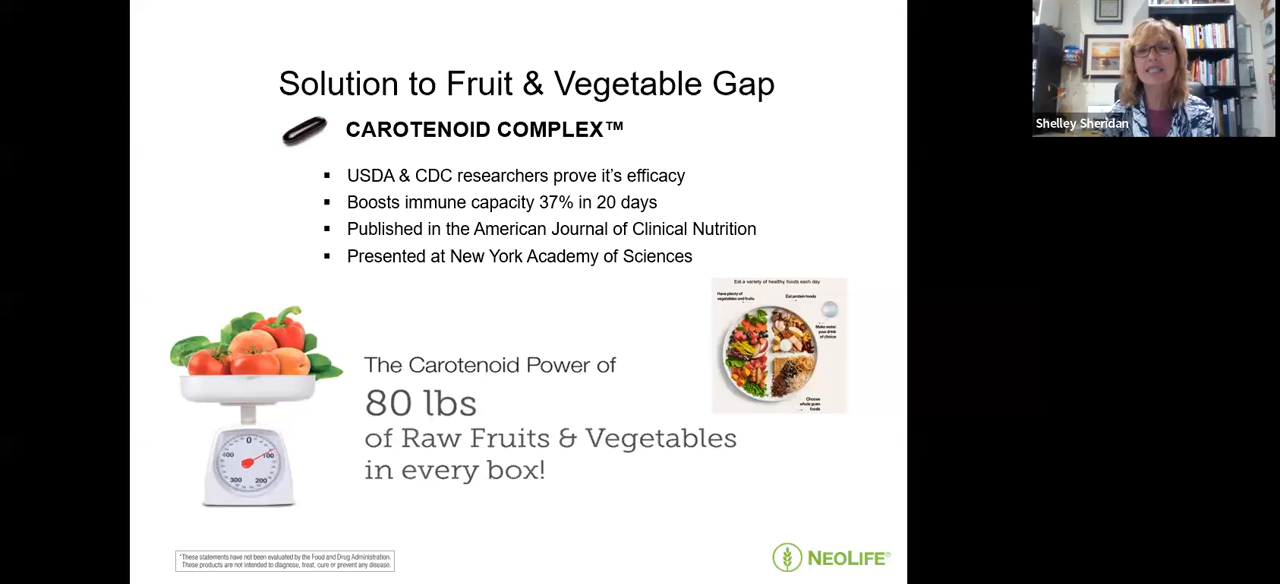 Solution to Fruit & Vegetable Gap
CAROTENOID COMPLEX™
▪ USDA & CDC researchers prove it's efficacy
▪ Boosts immune capacity 37% in 20 days
▪ Published in the American Journal of Clinical Nutrition
▪ Presented at New York Academy of Sciences
Eat a variety of healthy foods each day
Have plenty of
vegetables and fruits
Eat protein foods
Make water
your drink
of choice
Choose
whole grain
foods
The Carotenoid Power of
80 lbs
of Raw Fruits & Vegetables
in every box!
0
400
100
300
200
*These statements have not been evaluated by the Food and Drug Administration.
These products are not intended to diagnose, treat, cure or prevent any disease.
NEOLIFE®
Shelley Sheridan